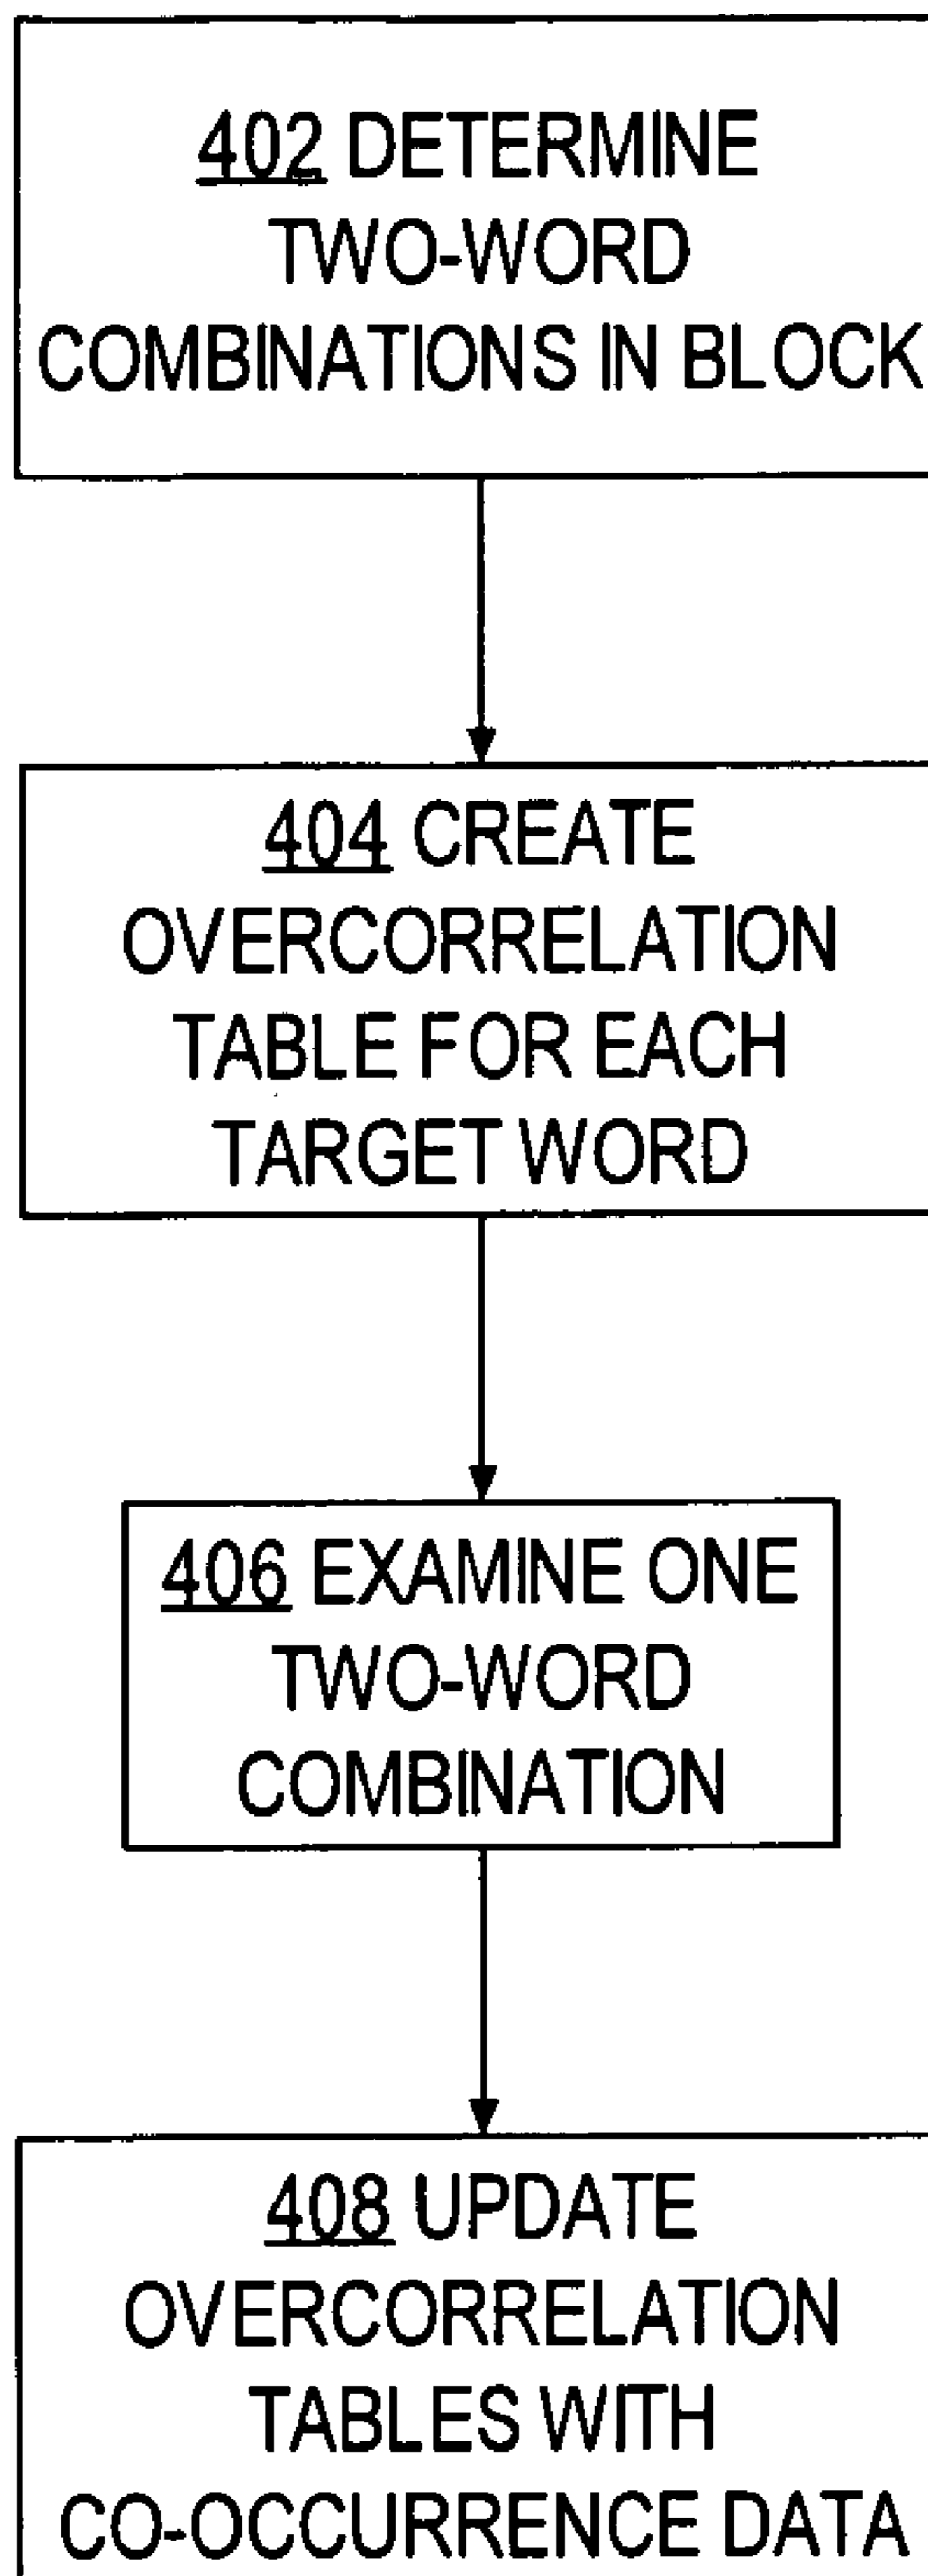 402 DETERMINE
TWO-WORD
COMBINATIONS IN BLOCK
404 CREATE
OVERCORRELATION
TABLE FOR EACH
TARGET WORD
406 EXAMINE ONE
TWO-WORD
COMBINATION
408 UPDATE
OVERCORRELATION
TABLES WITH
CO-OCCURRENCE DATA